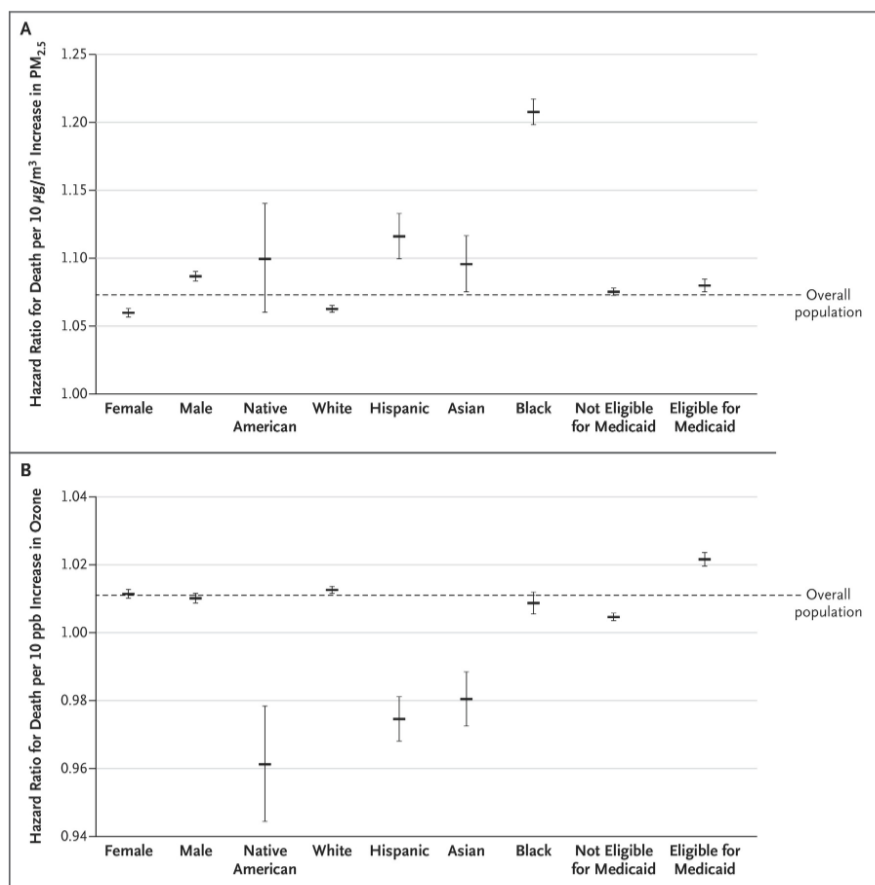 A
Hazard Ratio for Death per 10 µg/m³ Increase in PM2.5
1.25
1.20
1.15
1.10
1.05
1.00
Overall
population
Female Male Native White Hispanic Asian Black Not Eligible Eligible for
American for Medicaid Medicaid
B
Hazard Ratio for Death per 10 ppb Increase in Ozone
1.04
1.02
1.00
0.98
0.96
0.94
Overall
population
Female Male Native White Hispanic Asian Black Not Eligible Eligible for
American for Medicaid Medicaid